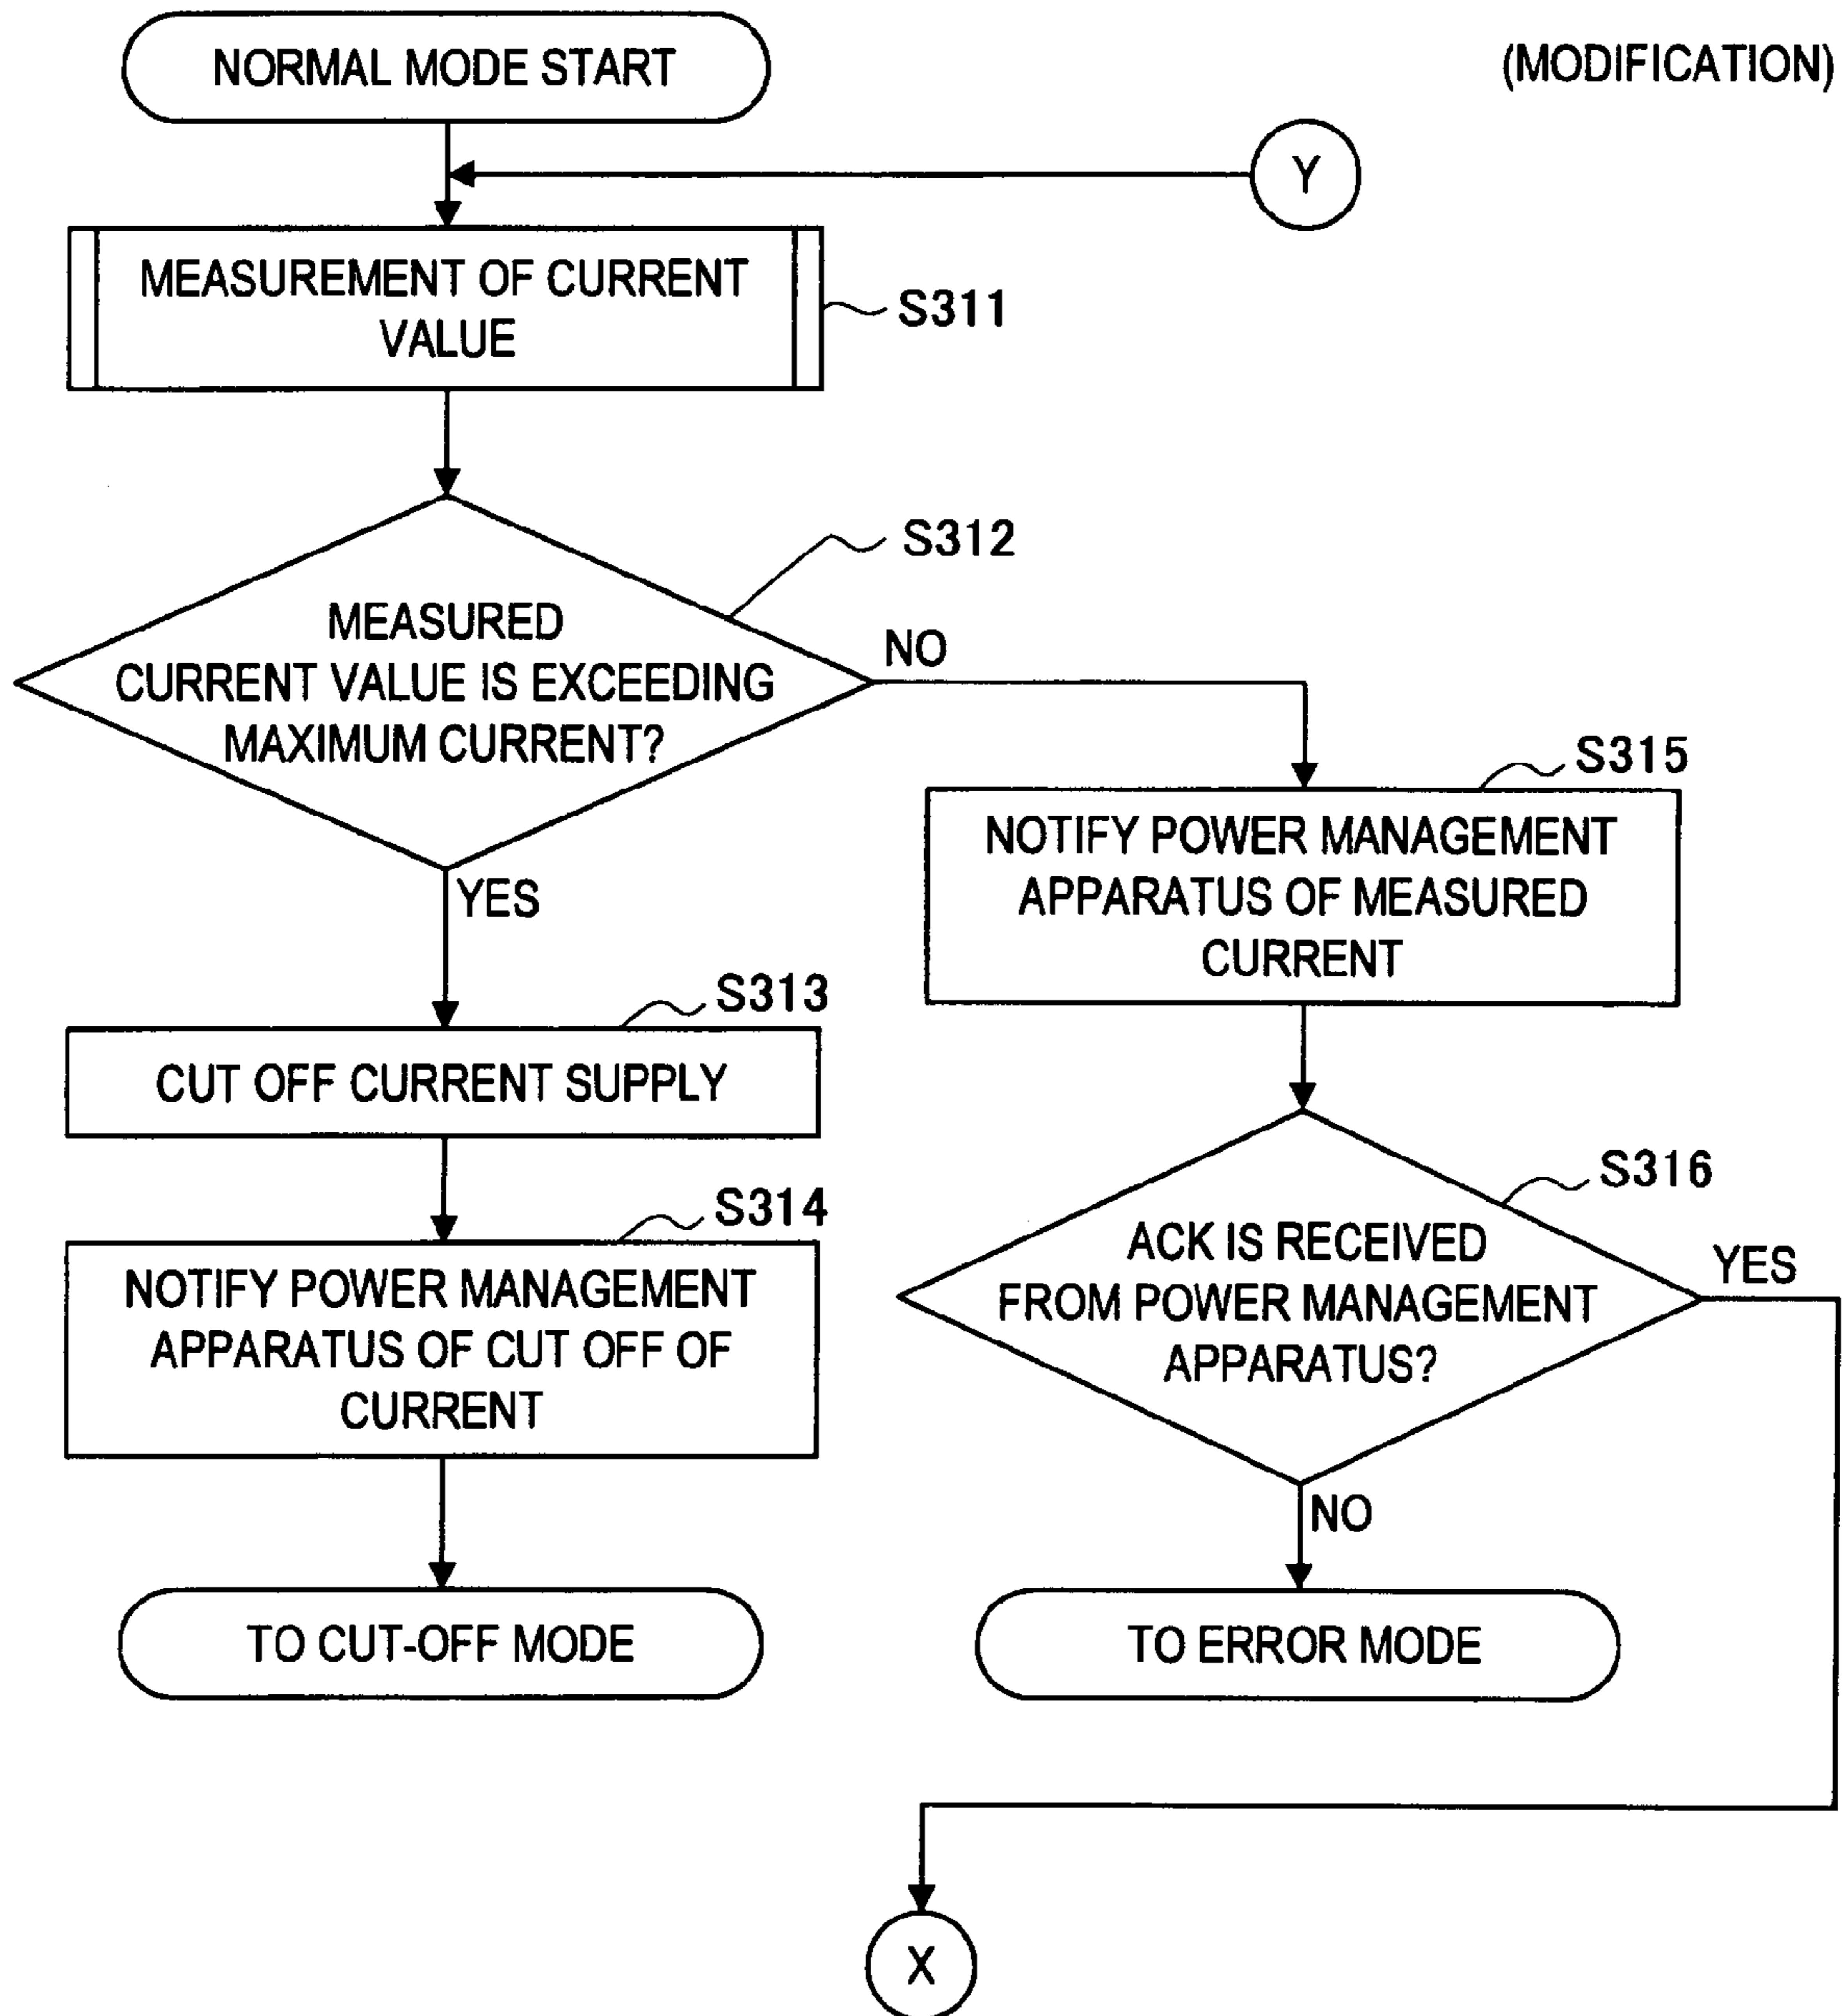 NORMAL MODE START
(MODIFICATION)
Y
MEASUREMENT OF CURRENT
VALUE
S311
S312
MEASURED
CURRENT VALUE IS EXCEEDING
MAXIMUM CURRENT?
NO
YES
S315
NOTIFY POWER MANAGEMENT
APPARATUS OF MEASURED
CURRENT
S313
CUT OFF CURRENT SUPPLY
S314
NOTIFY POWER MANAGEMENT
APPARATUS OF CUT OFF OF
CURRENT
S316
ACK IS RECEIVED
FROM POWER MANAGEMENT
APPARATUS?
YES
NO
TO CUT-OFF MODE
TO ERROR MODE
X